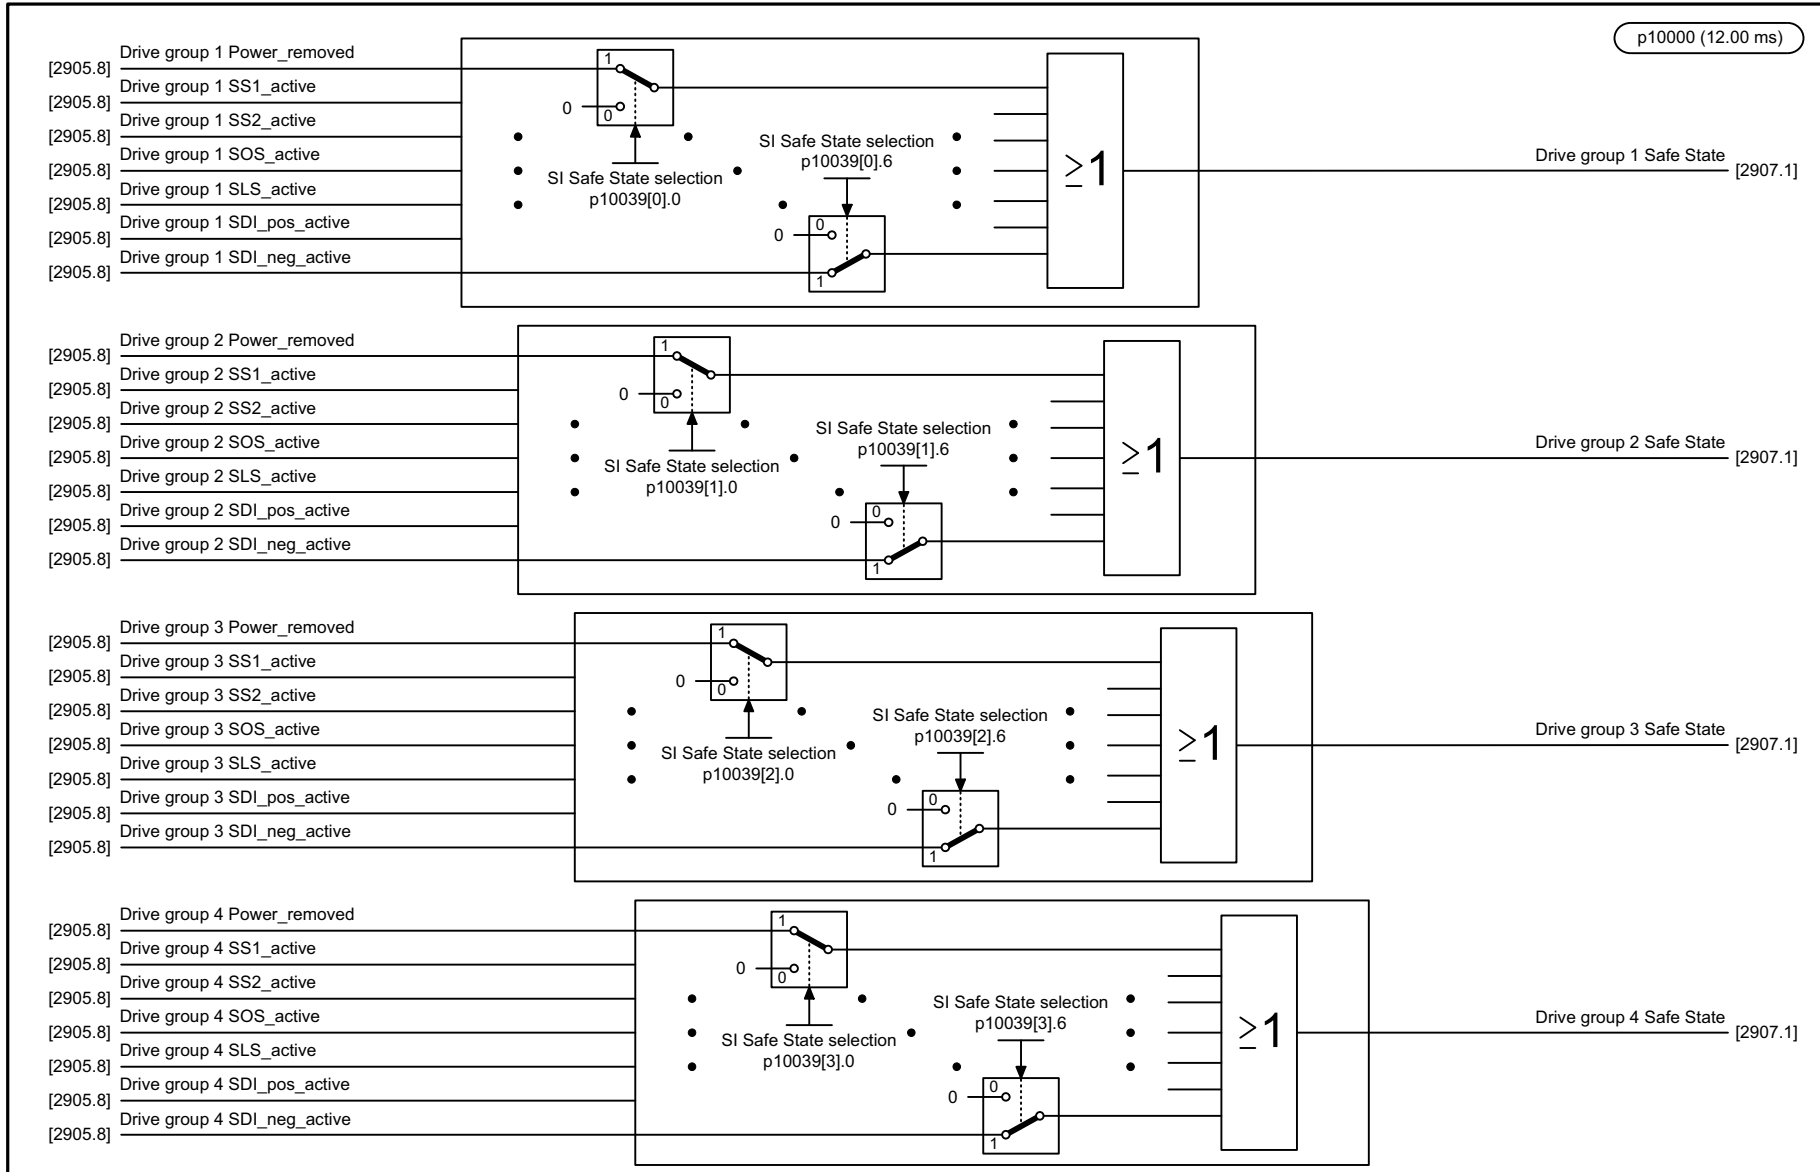 p10000 (12.00 ms)
Drive group 1 Power_removed
[2905.8]
Drive group 1 SS1_active
[2905.8]
Drive group 1 SS2_active
[2905.8]
Drive group 1 SOS_active
[2905.8]
Drive group 1 SLS_active
[2905.8]
Drive group 1 SDI_pos_active
[2905.8]
Drive group 1 SDI_neg_active
[2905.8]
1
0
0
SI Safe State selection
p10039[0].0
SI Safe State selection
p10039[0].6
0
0
1
≥1
Drive group 1 Safe State
[2907.1]
Drive group 2 Power_removed
[2905.8]
Drive group 2 SS1_active
[2905.8]
Drive group 2 SS2_active
[2905.8]
Drive group 2 SOS_active
[2905.8]
Drive group 2 SLS_active
[2905.8]
Drive group 2 SDI_pos_active
[2905.8]
Drive group 2 SDI_neg_active
[2905.8]
1
0
0
SI Safe State selection
p10039[1].0
SI Safe State selection
p10039[1].6
0
0
1
≥1
Drive group 2 Safe State
[2907.1]
Drive group 3 Power_removed
[2905.8]
Drive group 3 SS1_active
[2905.8]
Drive group 3 SS2_active
[2905.8]
Drive group 3 SOS_active
[2905.8]
Drive group 3 SLS_active
[2905.8]
Drive group 3 SDI_pos_active
[2905.8]
Drive group 3 SDI_neg_active
[2905.8]
1
0
0
SI Safe State selection
p10039[2].0
SI Safe State selection
p10039[2].6
0
0
1
≥1
Drive group 3 Safe State
[2907.1]
Drive group 4 Power_removed
[2905.8]
Drive group 4 SS1_active
[2905.8]
Drive group 4 SS2_active
[2905.8]
Drive group 4 SOS_active
[2905.8]
Drive group 4 SLS_active
[2905.8]
Drive group 4 SDI_pos_active
[2905.8]
Drive group 4 SDI_neg_active
[2905.8]
1
0
0
SI Safe State selection
p10039[3].0
SI Safe State selection
p10039[3].6
0
0
1
≥1
Drive group 4 Safe State
[2907.1]